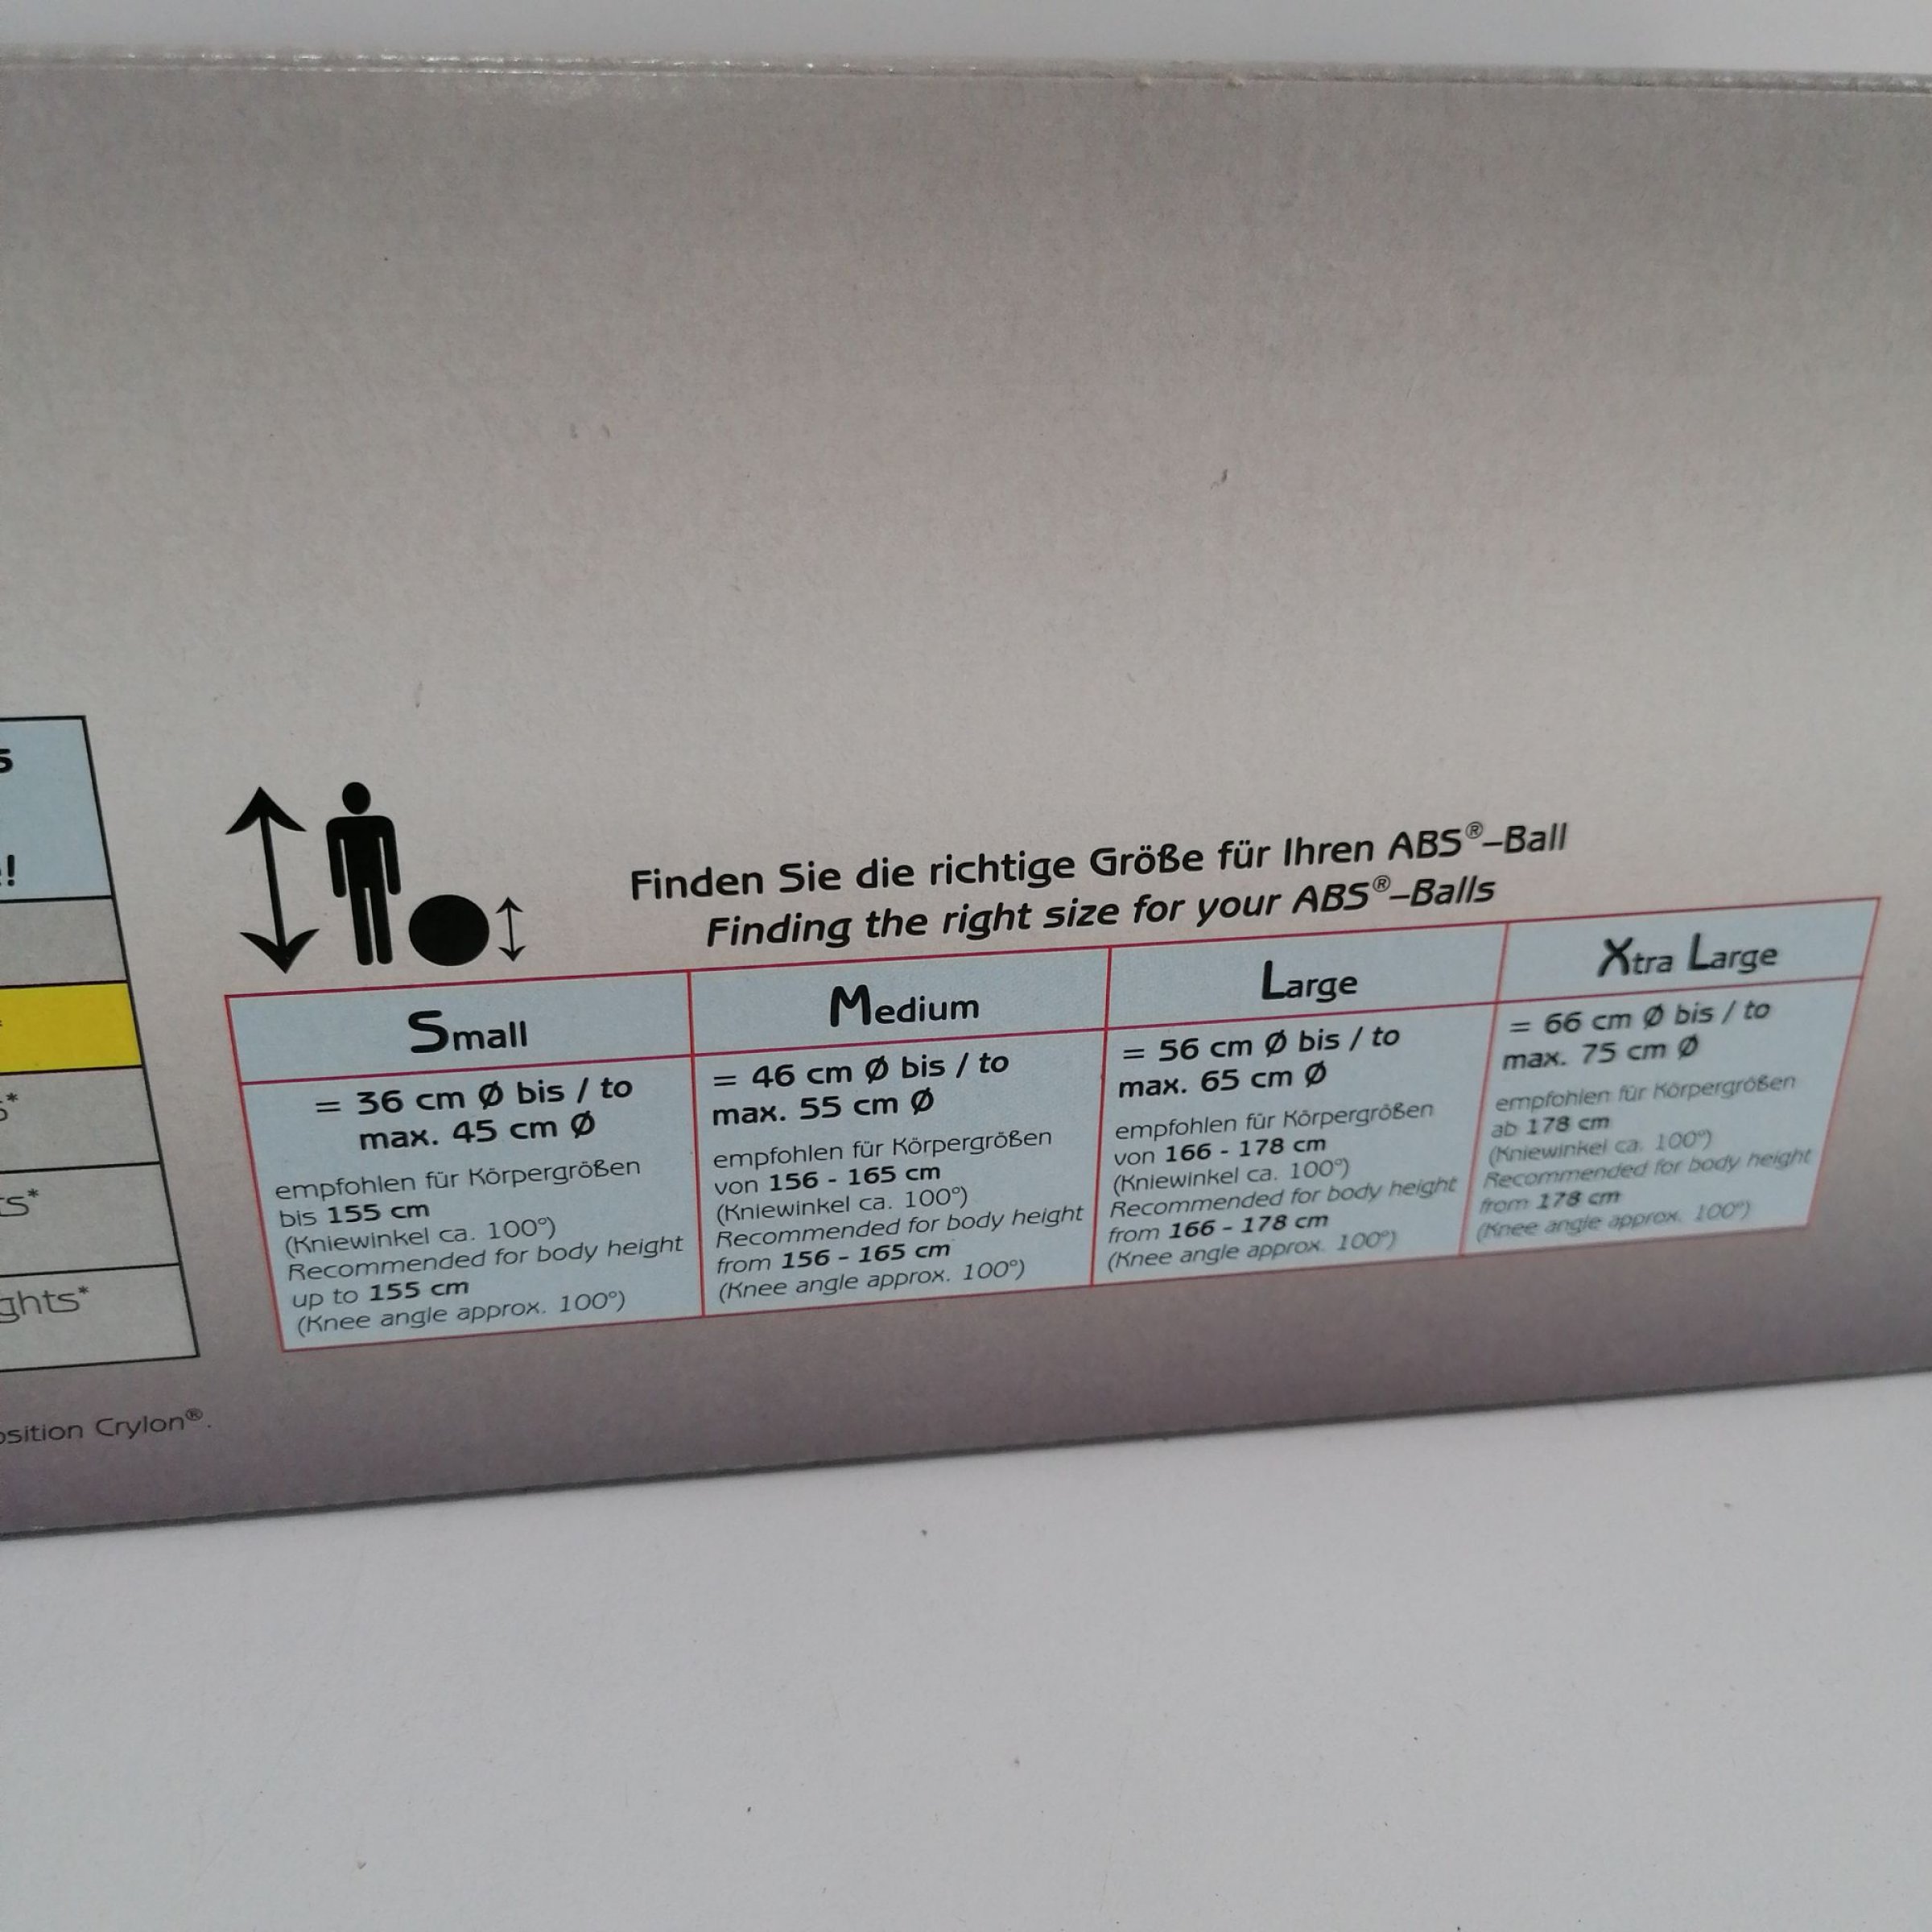 !
s*
ts*
ghts*
osition Crylon®.
Finden Sie die richtige Größe für Ihren ABS®-Ball
Finding the right size for your ABS®-Balls
Small
= 36 cm Ø bis / to
max. 45 cm Ø
empfohlen für Körpergrößen
bis 155 cm
(Kniewinkel ca. 100°)
Recommended for body height
up to 155 cm
(Knee angle approx. 100°)
Medium
= 46 cm Ø bis / to
max. 55 cm Ø
empfohlen für Körpergrößen
von 156 - 165 cm
(Kniewinkel ca. 100°)
Recommended for body height
from 156 - 165 cm
(Knee angle approx. 100°)
Large
= 56 cm Ø bis / to
max. 65 cm Ø
empfohlen für Körpergrößen
von 166 - 178 cm
(Kniewinkel ca. 100°)
Recommended for body height
from 166 - 178 cm
(Knee angle approx. 100°)
Xtra Large
= 66 cm Ø bis / to
max. 75 cm Ø
empfohlen für Körpergrößen
ab 178 cm
(Kniewinkel ca. 100°)
Recommended for body height
from 178 cm
(Knee angle approx. 100°)